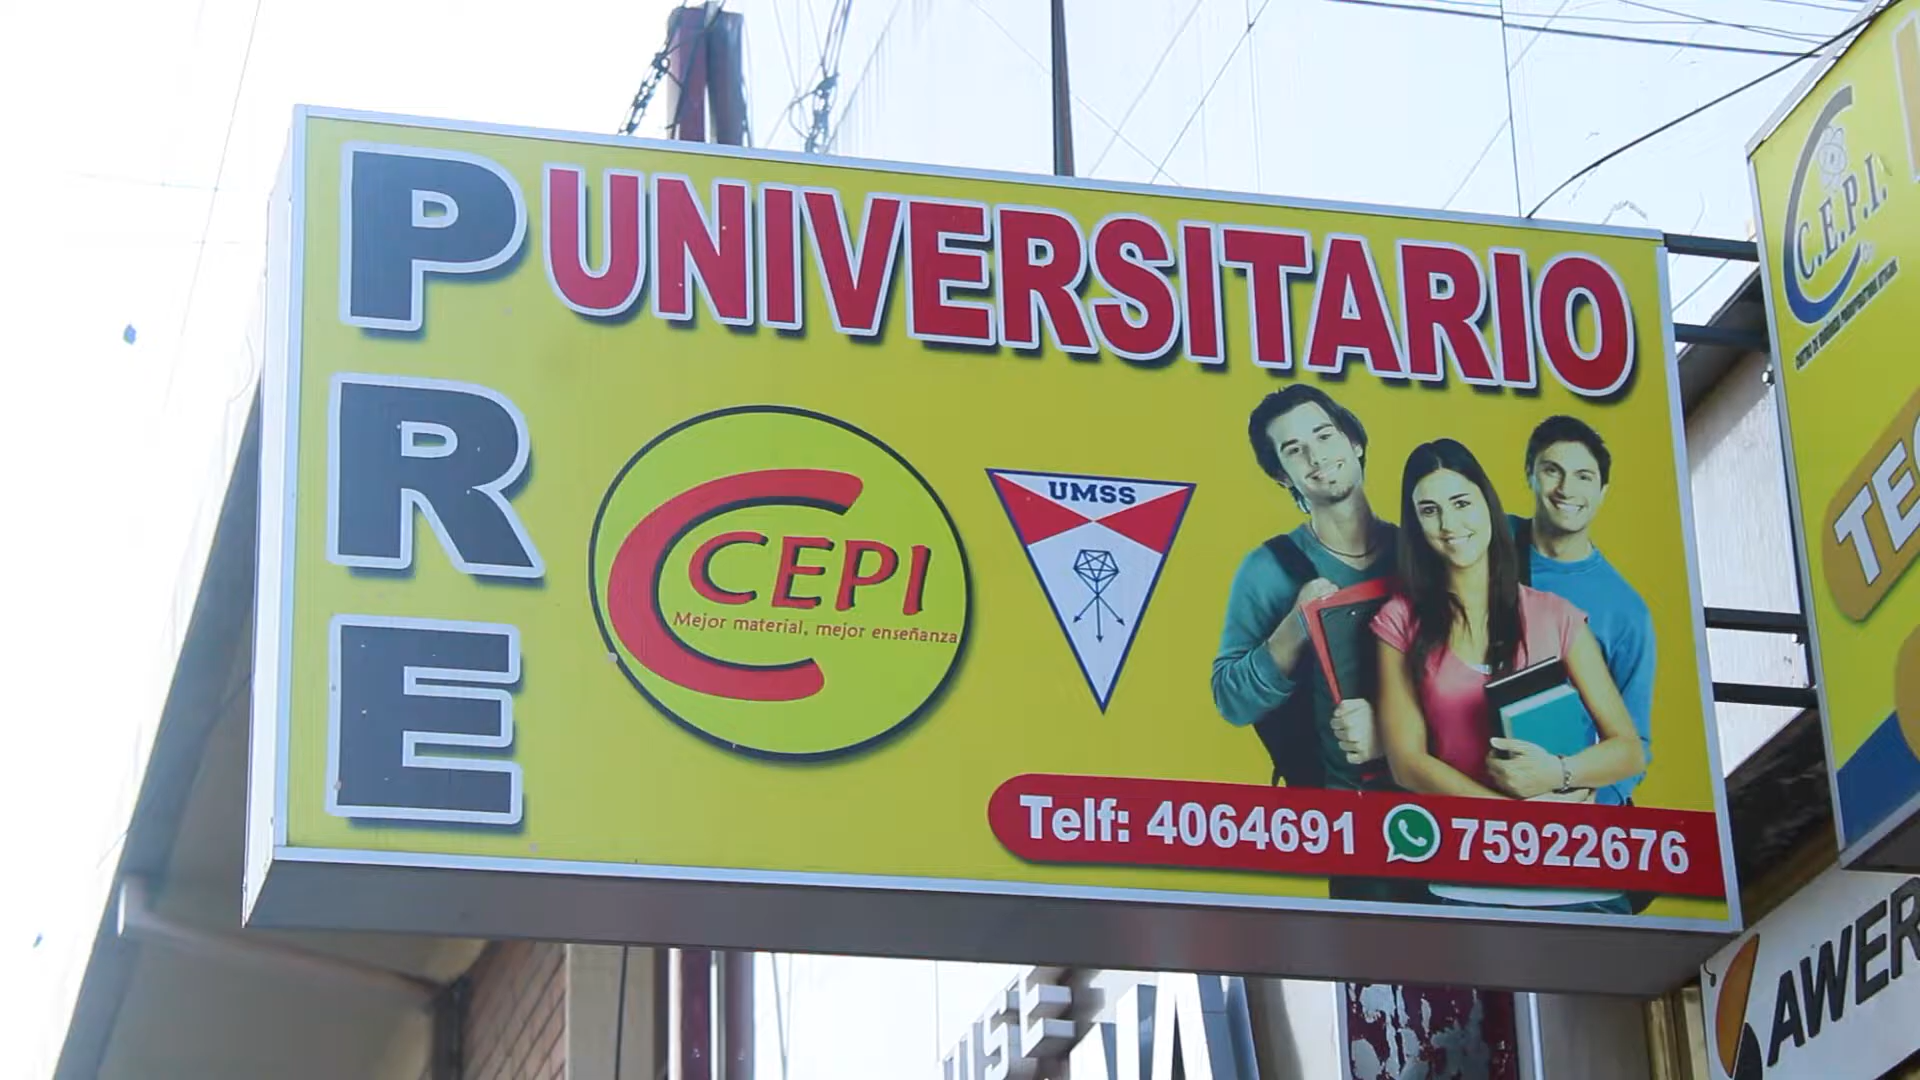 PRE
UNIVERSITARIO
CEPI
Mejor material, mejor enseñanza
UMSS
Telf: 4064691 75922676
C.E.P.I.
AWER